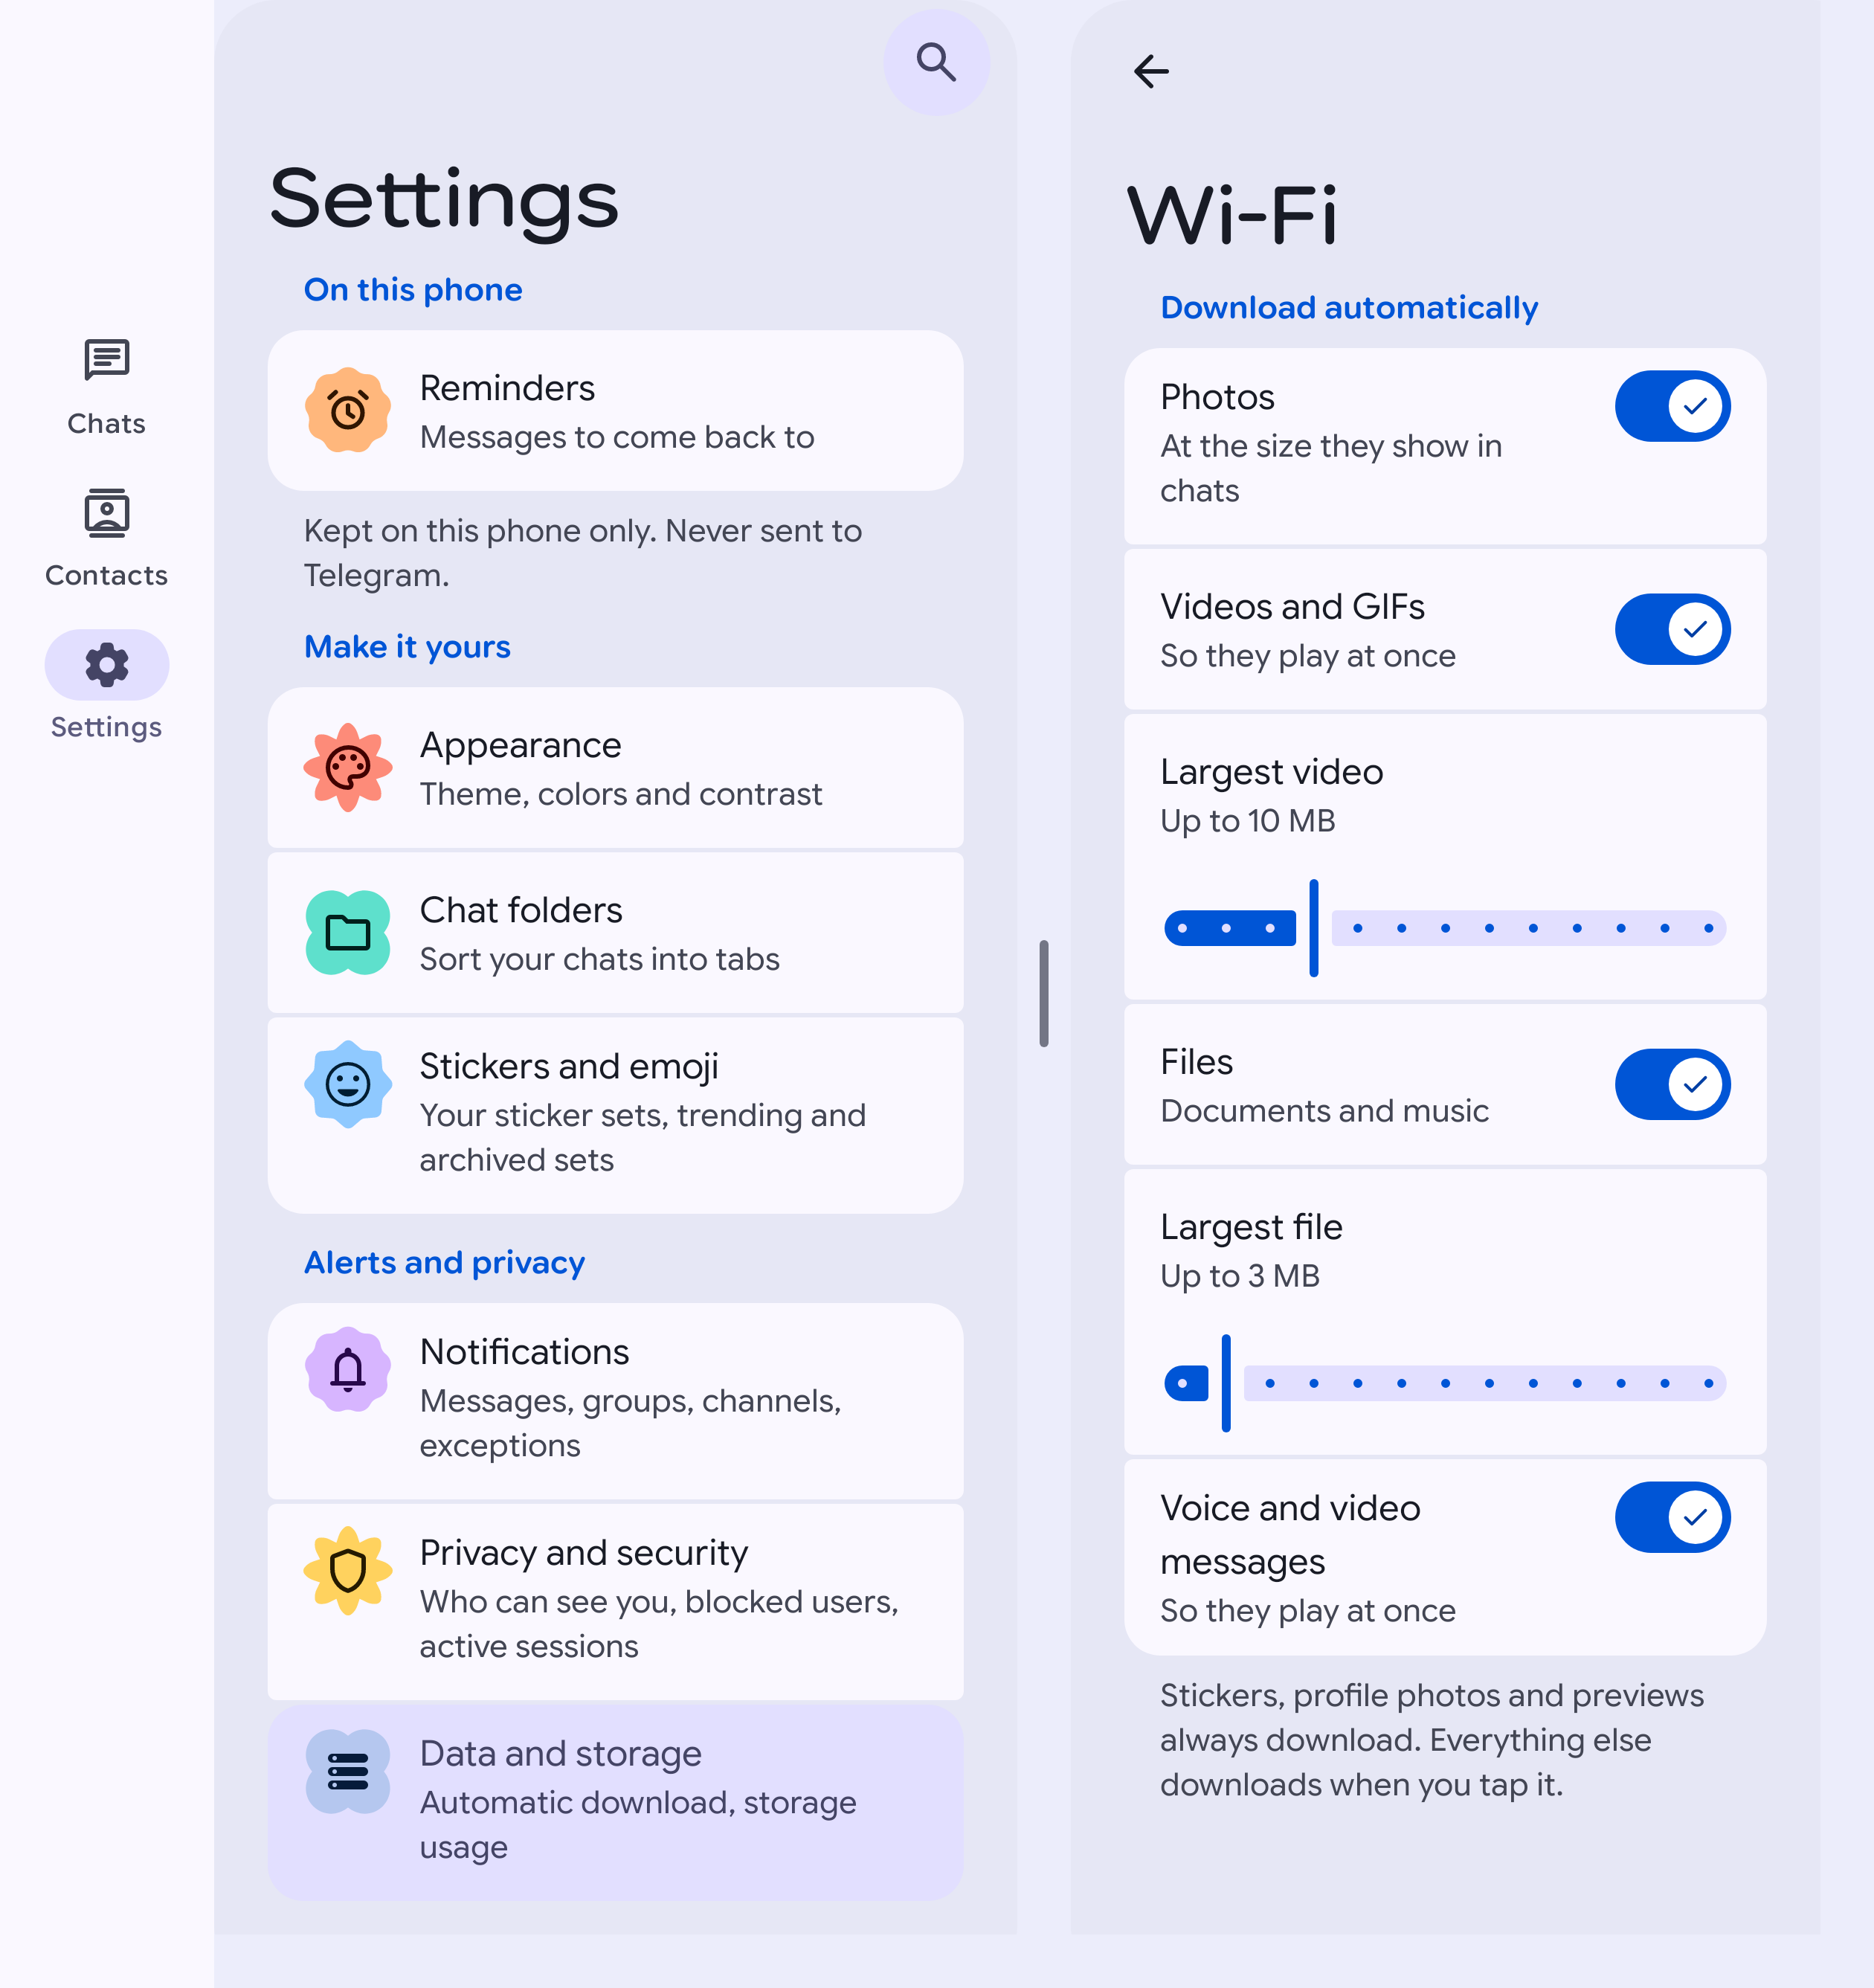 Chats
Contacts
Settings
Settings
On this phone
Reminders
Messages to come back to
Kept on this phone only. Never sent to
Telegram.
Make it yours
Appearance
Theme, colors and contrast
Chat folders
Sort your chats into tabs
Stickers and emoji
Your sticker sets, trending and
archived sets
Alerts and privacy
Notifications
Messages, groups, channels,
exceptions
Privacy and security
Who can see you, blocked users,
active sessions
Data and storage
Automatic download, storage
usage
Wi-Fi
Download automatically
Photos
At the size they show in
chats
Videos and GIFs
So they play at once
Largest video
Up to 10 MB
Files
Documents and music
Largest file
Up to 3 MB
Voice and video
messages
So they play at once
Stickers, profile photos and previews
always download. Everything else
downloads when you tap it.